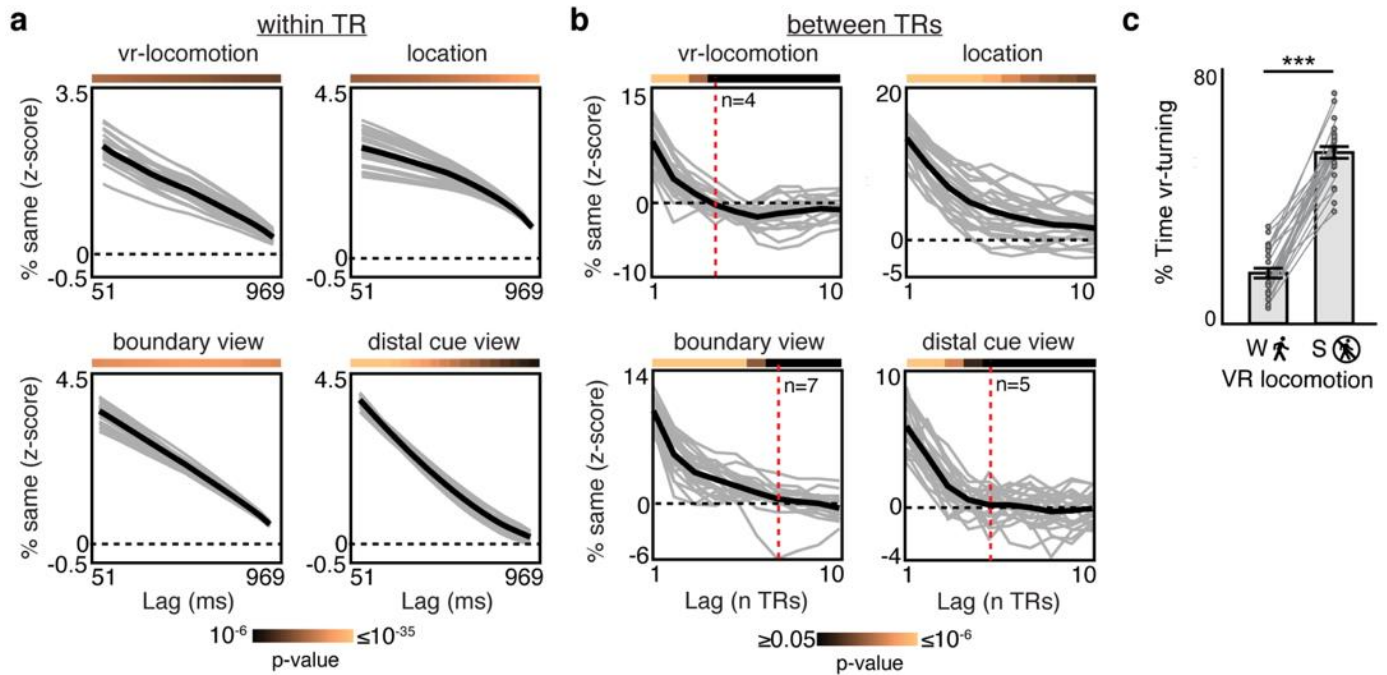 a
within TR
vr-locomotion
location
3.5
0
-0.5
51
969
4.5
0
-0.5
51
969
% same (z-score)
boundary view
distal cue view
4.5
0
-0.5
51
969
4.5
0
-0.5
51
969
% same (z-score)
Lag (ms)
Lag (ms)
10⁻⁶
≤10⁻³⁵
p-value
b
between TRs
vr-locomotion
location
n=4
15
0
-10
1
10
20
0
-5
1
10
% same (z-score)
boundary view
distal cue view
n=7
n=5
14
0
-6
1
10
10
0
-4
1
10
% same (z-score)
Lag (n TRs)
Lag (n TRs)
≥0.05
≤10⁻⁶
p-value
c
***
80
0
% Time vr-turning
W
S
VR locomotion